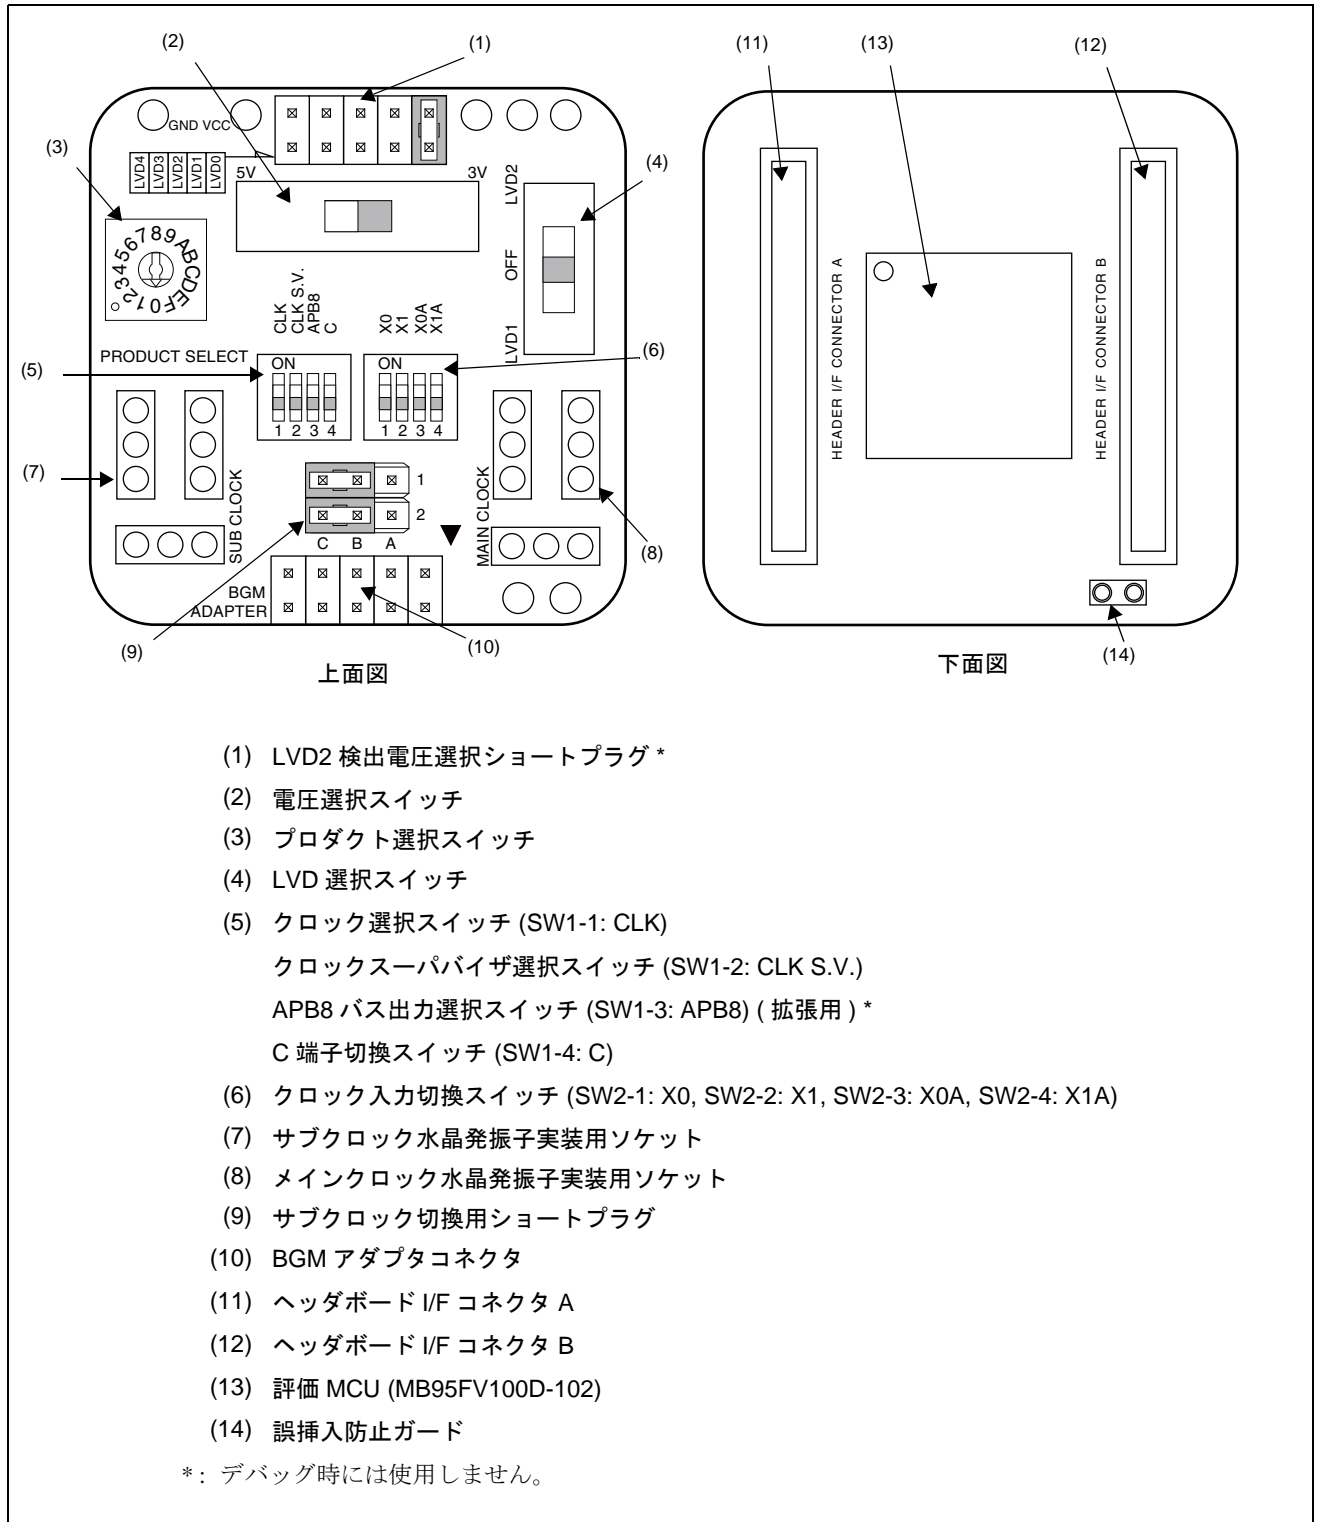 (2)
(1)
(11)
(13)
(12)
GND VCC
(3)
LVD4
LVD3
LVD2
LVD1
LVD0
5V
3V
(4)
LVD2
OFF
LVD1
0123456789ABCDEF
CLK
CLK S.V.
APB8
C
X0
X1
X0A
X1A
(6)
PRODUCT SELECT
(5)
ON
1 2 3 4
ON
1 2 3 4
(7)
SUB CLOCK
1
2
C B A
MAIN CLOCK
(8)
BGM
ADAPTER
(9)
(10)
上面図
HEADER I/F CONNECTOR A
HEADER I/F CONNECTOR B
(14)
下面図
(1) LVD2 検出電圧選択ショートプラグ *
(2) 電圧選択スイッチ
(3) プロダクト選択スイッチ
(4) LVD 選択スイッチ
(5) クロック選択スイッチ (SW1-1: CLK)
クロックスーパバイザ選択スイッチ (SW1-2: CLK S.V.)
APB8 バス出力選択スイッチ (SW1-3: APB8) ( 拡張用 ) *
C 端子切換スイッチ (SW1-4: C)
(6) クロック入力切換スイッチ (SW2-1: X0, SW2-2: X1, SW2-3: X0A, SW2-4: X1A)
(7) サブクロック水晶発振子実装用ソケット
(8) メインクロック水晶発振子実装用ソケット
(9) サブクロック切換用ショートプラグ
(10) BGM アダプタコネクタ
(11) ヘッダボード I/F コネクタ A
(12) ヘッダボード I/F コネクタ B
(13) 評価 MCU (MB95FV100D-102)
(14) 誤挿入防止ガード
* : デバッグ時には使用しません。